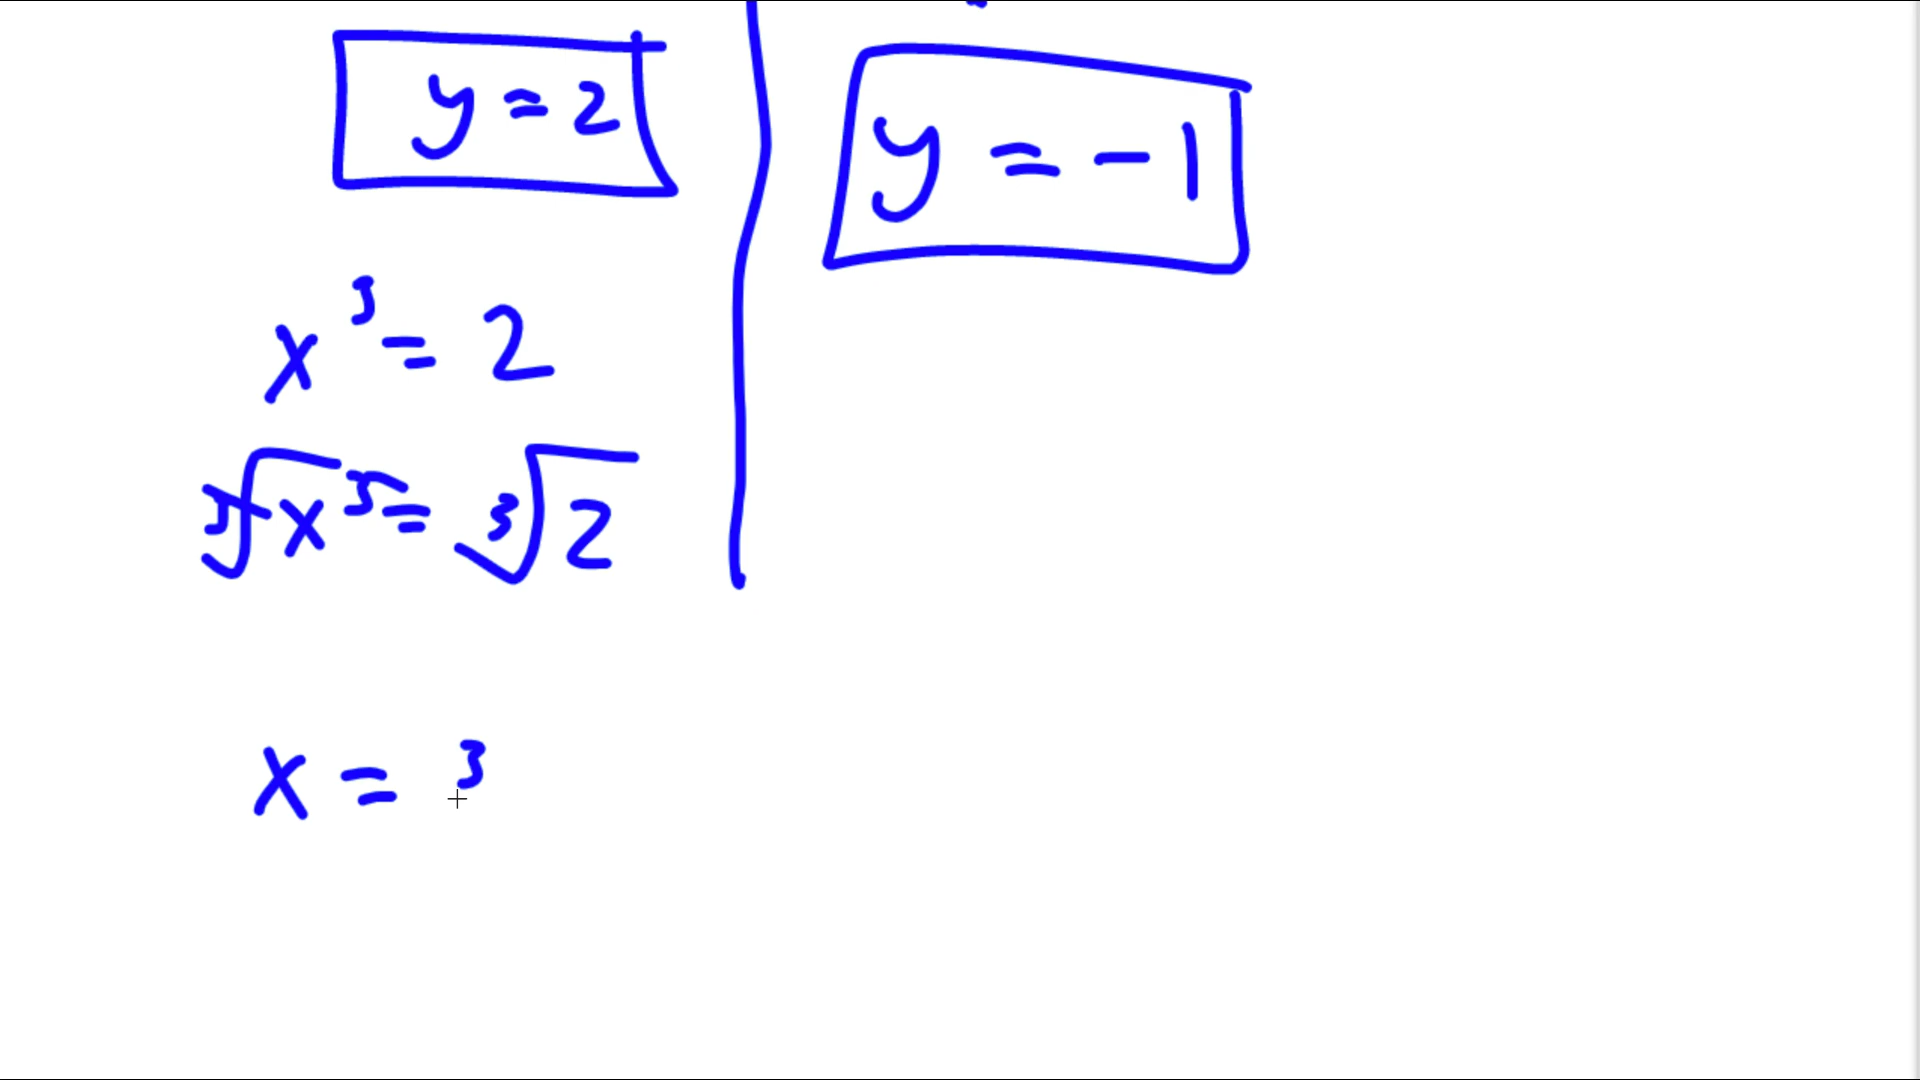 y = 2
y = -1
x³ = 2
∛x³ = ∛2
x = ³